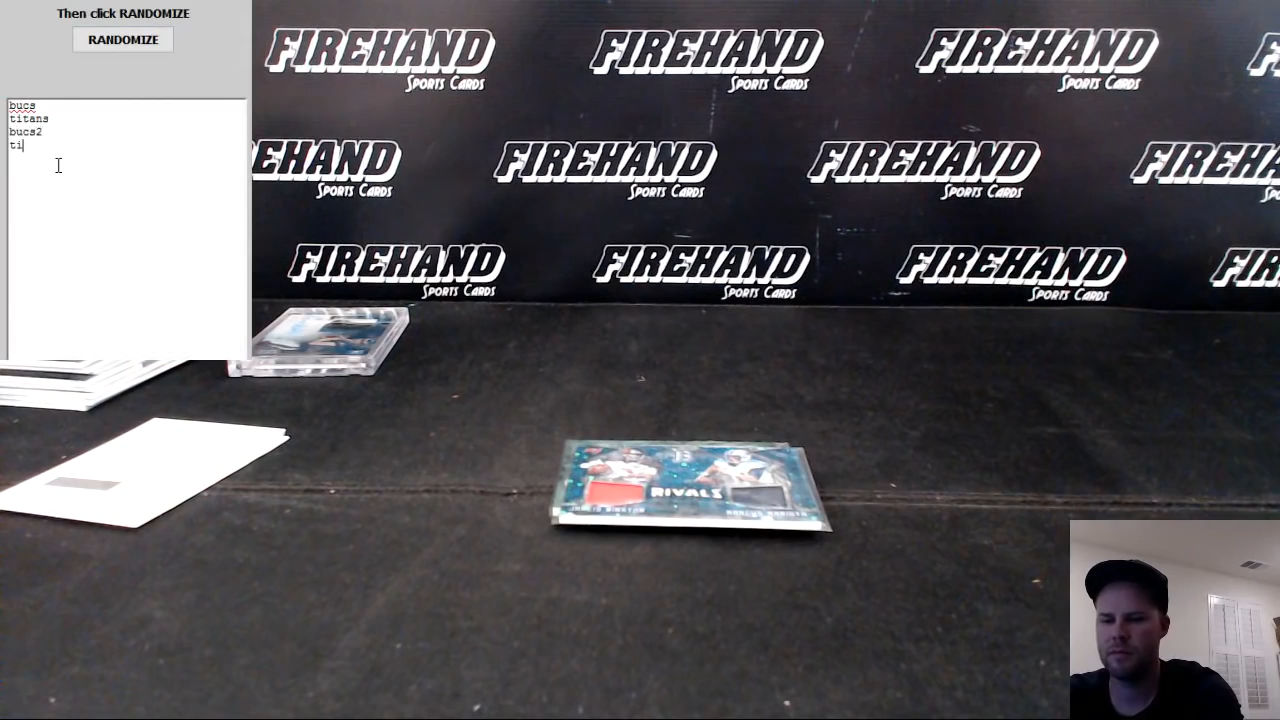 Then click RANDOMIZE
RANDOMIZE
bucs
titans
bucs2
ti
FIREHAND
SPORTS CARDS
FIREHAND
SPORTS CARDS
FIREHAND
SPORTS CARDS
FIREHAND
SPORTS CARDS
FIREHAND
SPORTS CARDS
FIREHAND
SPORTS CARDS
FIREHAND
SPORTS CARDS
FIREHAND
SPORTS CARDS
FIREHAND
SPORTS CARDS
RIVALS